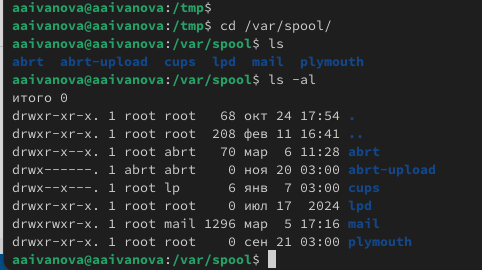 aaivanova@aaivanova:/tmp$
aaivanova@aaivanova:/tmp$ cd /var/spool/
aaivanova@aaivanova:/var/spool$ ls
abrt  abrt-upload  cups  lpd  mail  plymouth
aaivanova@aaivanova:/var/spool$ ls -al
итого 0
drwxr-xr-x. 1 root root   68 окт 24 17:54 .
drwxr-xr-x. 1 root root  208 фев 11 16:41 ..
drwxr-x--x. 1 root abrt   70 мар  6 11:28 abrt
drwx------. 1 abrt abrt    0 ноя 20 03:00 abrt-upload
drwx--x---. 1 root lp      6 янв  7 03:00 cups
drwxr-xr-x. 1 root root    0 июл 17  2024 lpd
drwxrwxr-x. 1 root mail 1296 мар  5 17:16 mail
drwxr-xr-x. 1 root root    0 сен 21 03:00 plymouth
aaivanova@aaivanova:/var/spool$